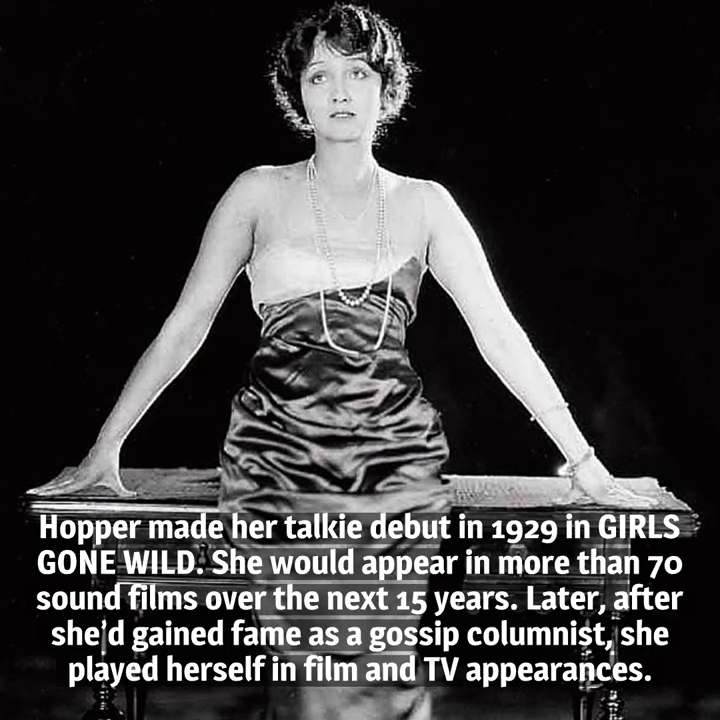 Hopper made her talkie debut in 1929 in GIRLS
GONE WILD. She would appear in more than 70
sound films over the next 15 years. Later, after
she'd gained fame as a gossip columnist, she
played herself in film and TV appearances.